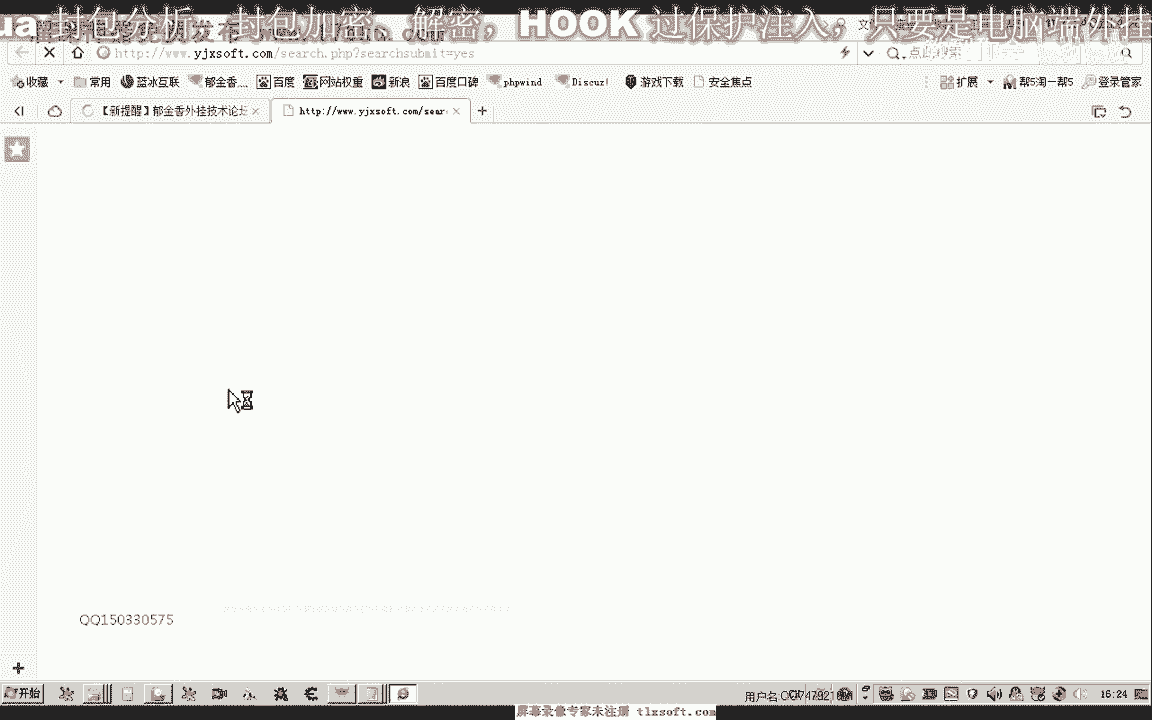 ua 封包分析，封包加密、解密，HOOK 过保护注入，只要是电脑端外挂
http://www.yjxsoft.com/search.php?searchsubmit=yes
点此搜索
收藏 常用 蓝冰互联 郁金香... 百度 网站权重 新浪 百度口碑 phpwind Discuz! 游戏下载 安全焦点 扩展 帮5淘一帮5 登录管家
【新提醒】郁金香外挂技术论坛 http://www.yjxsoft.com/sear
QQ150330575
开始 用户名 16:24
屏幕录像专家未注册 tlxsoft.com